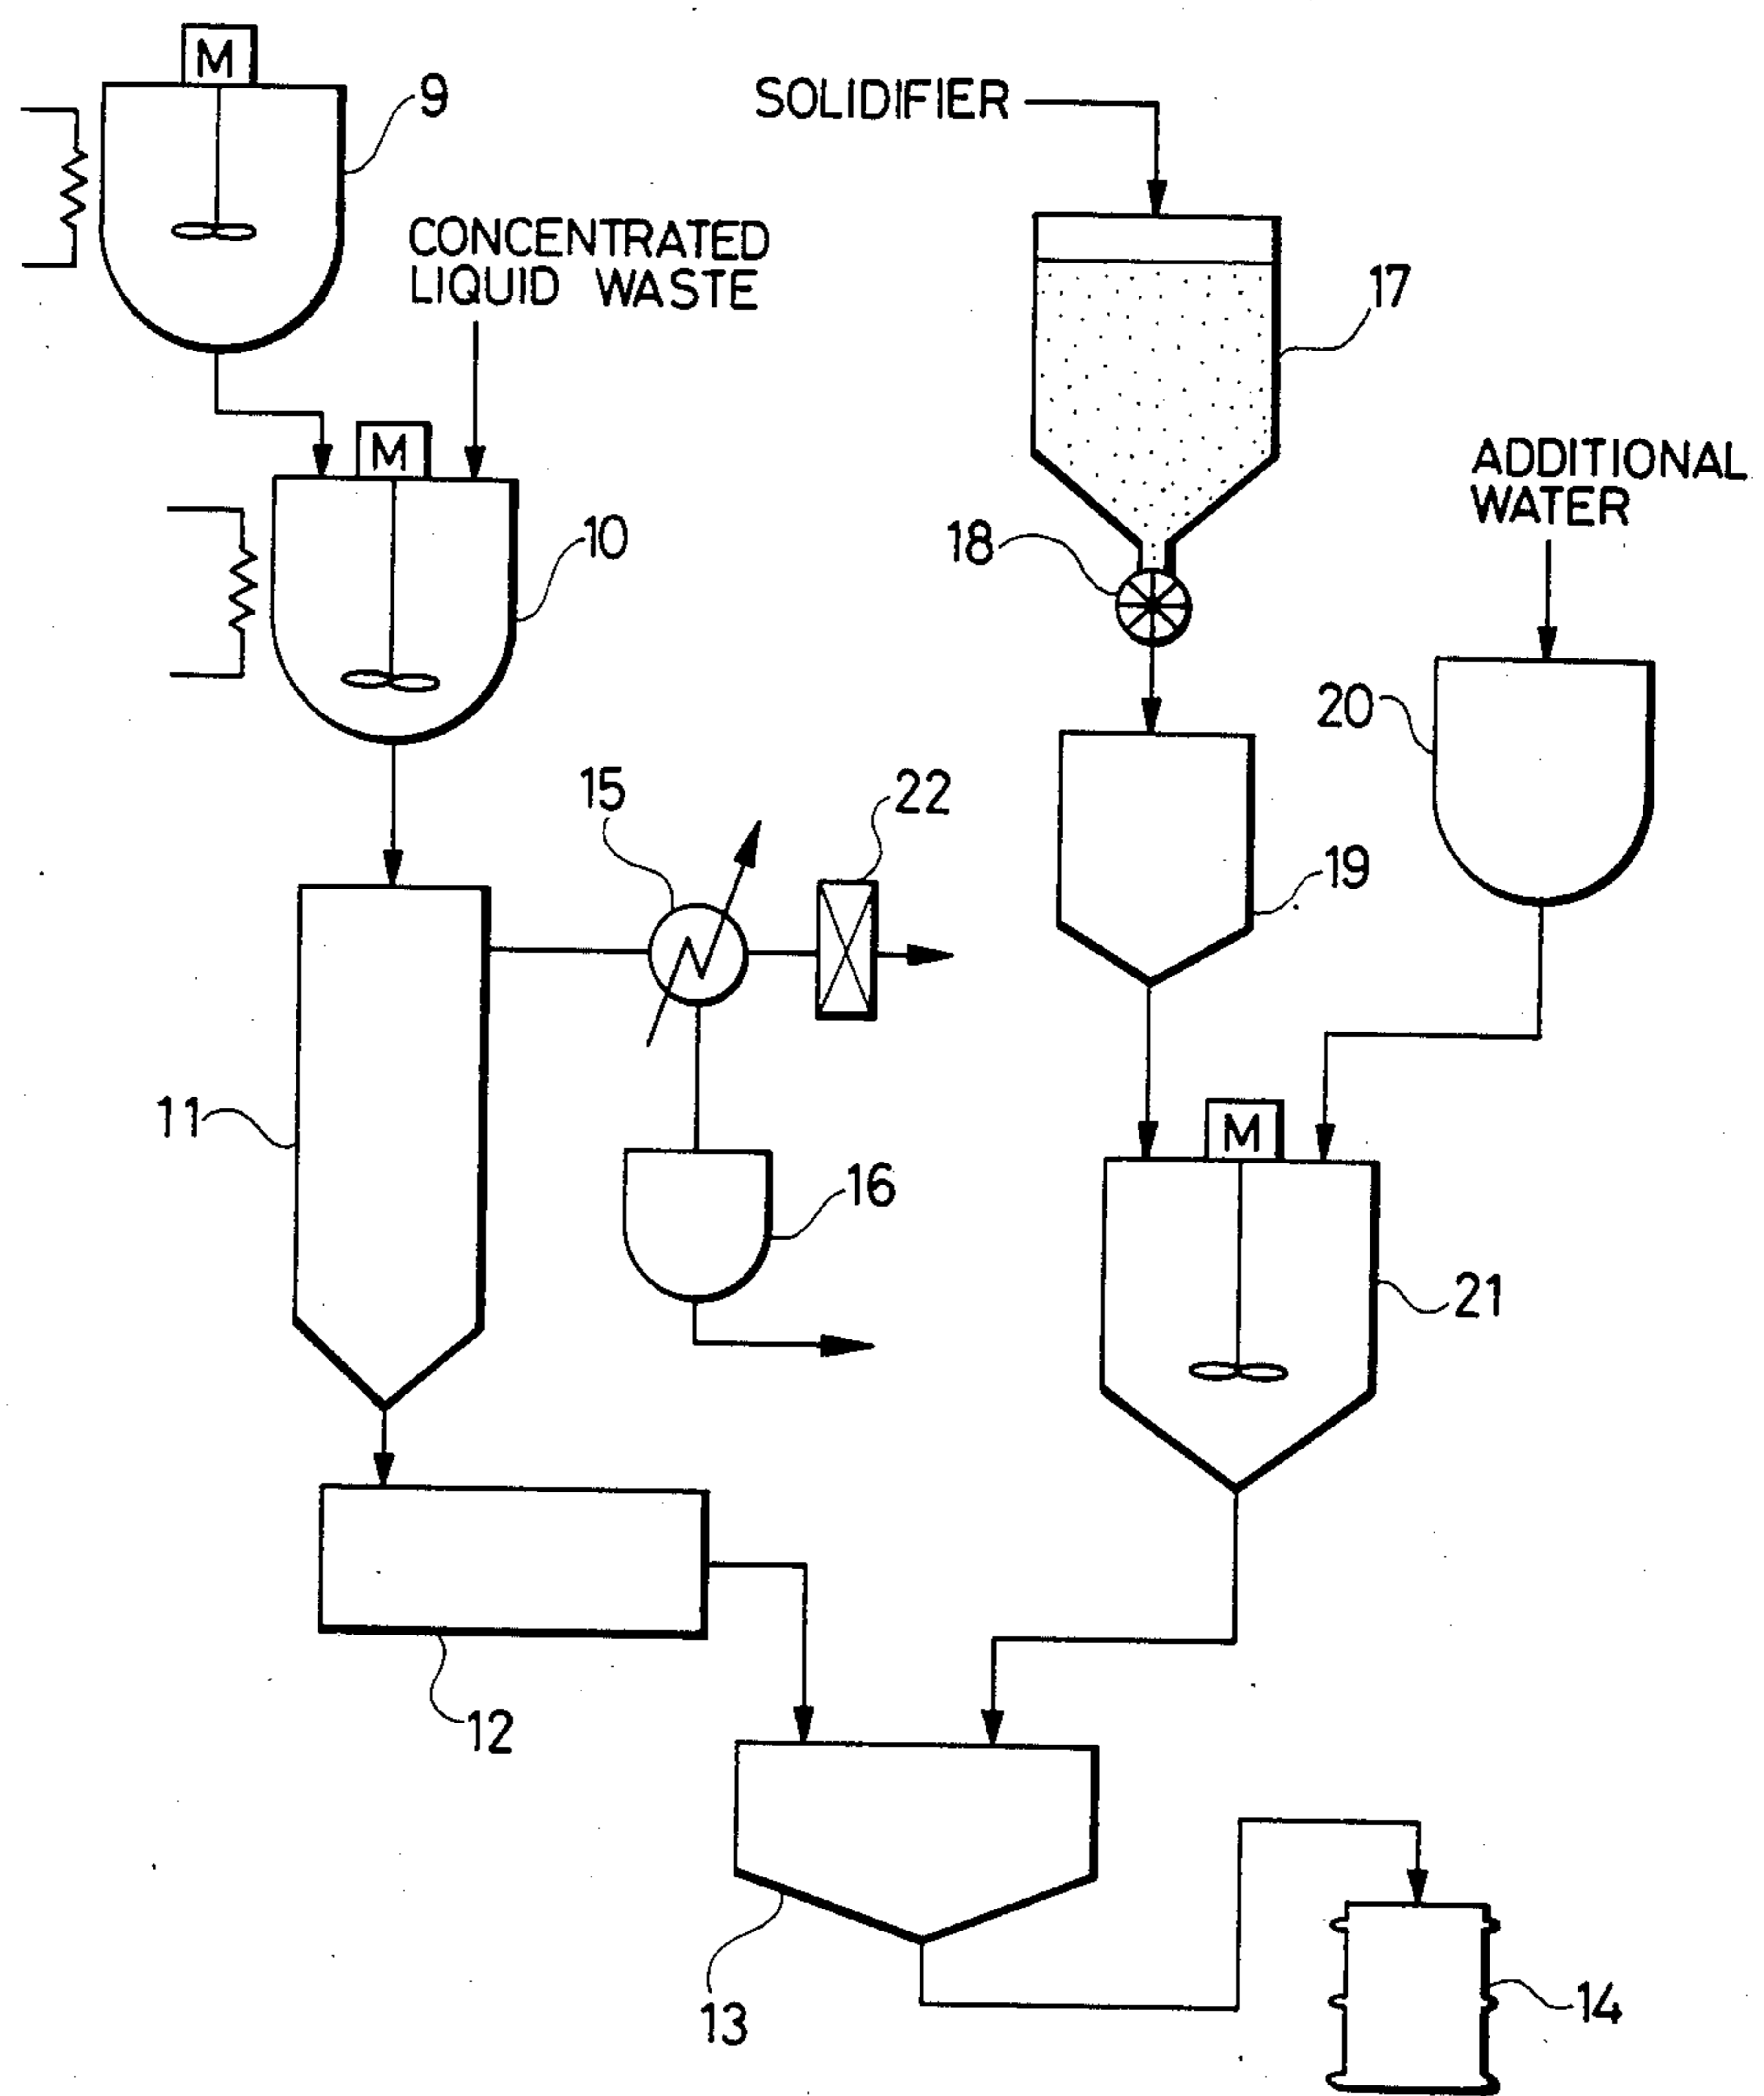 M
9
SOLIDIFIER
CONCENTRATED
LIQUID WASTE
17
M
ADDITIONAL
WATER
10
18
20
15
22
19
11
M
16
21
12
13
14